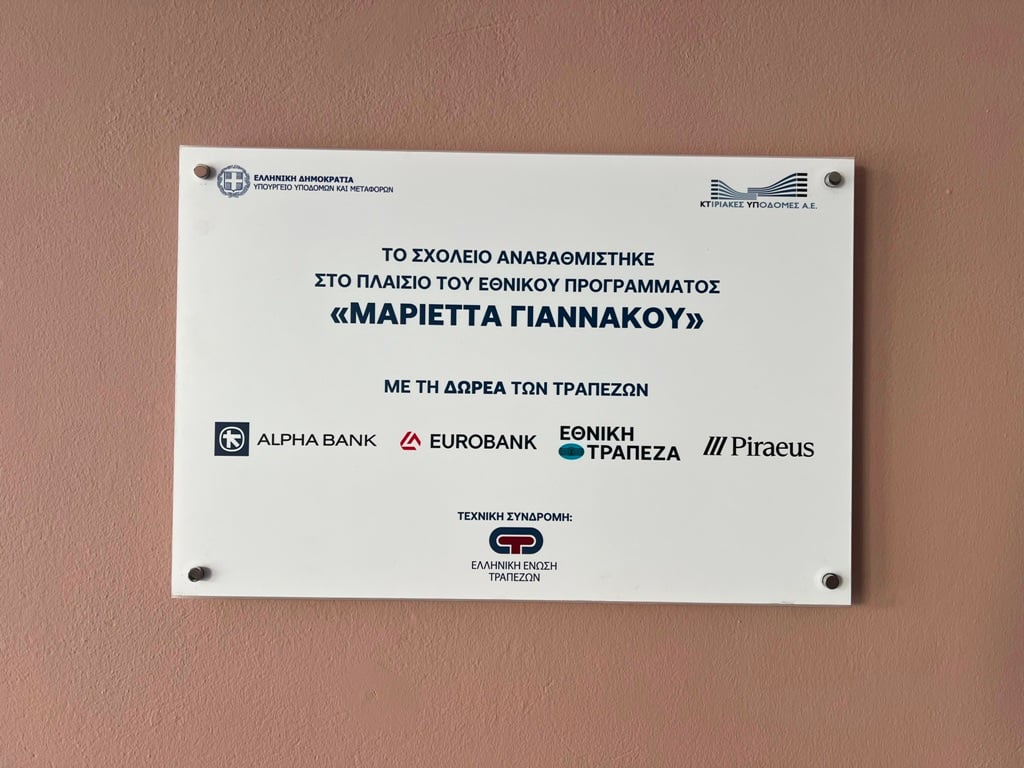 ΕΛΛΗΝΙΚΗ ΔΗΜΟΚΡΑΤΙΑ
ΥΠΟΥΡΓΕΙΟ ΥΠΟΔΟΜΩΝ ΚΑΙ ΜΕΤΑΦΟΡΩΝ
ΚΤΙΡΙΑΚΕΣ ΥΠΟΔΟΜΕΣ Α.Ε.
ΤΟ ΣΧΟΛΕΙΟ ΑΝΑΒΑΘΜΙΣΤΗΚΕ
ΣΤΟ ΠΛΑΙΣΙΟ ΤΟΥ ΕΘΝΙΚΟΥ ΠΡΟΓΡΑΜΜΑΤΟΣ
«ΜΑΡΙΕΤΤΑ ΓΙΑΝΝΑΚΟΥ»
ΜΕ ΤΗ ΔΩΡΕΑ ΤΩΝ ΤΡΑΠΕΖΩΝ
ALPHA BANK
EUROBANK
ΕΘΝΙΚΗ
ΤΡΑΠΕΖΑ
Piraeus
ΤΕΧΝΙΚΗ ΣΥΝΔΡΟΜΗ:
ΕΛΛΗΝΙΚΗ ΕΝΩΣΗ
ΤΡΑΠΕΖΩΝ